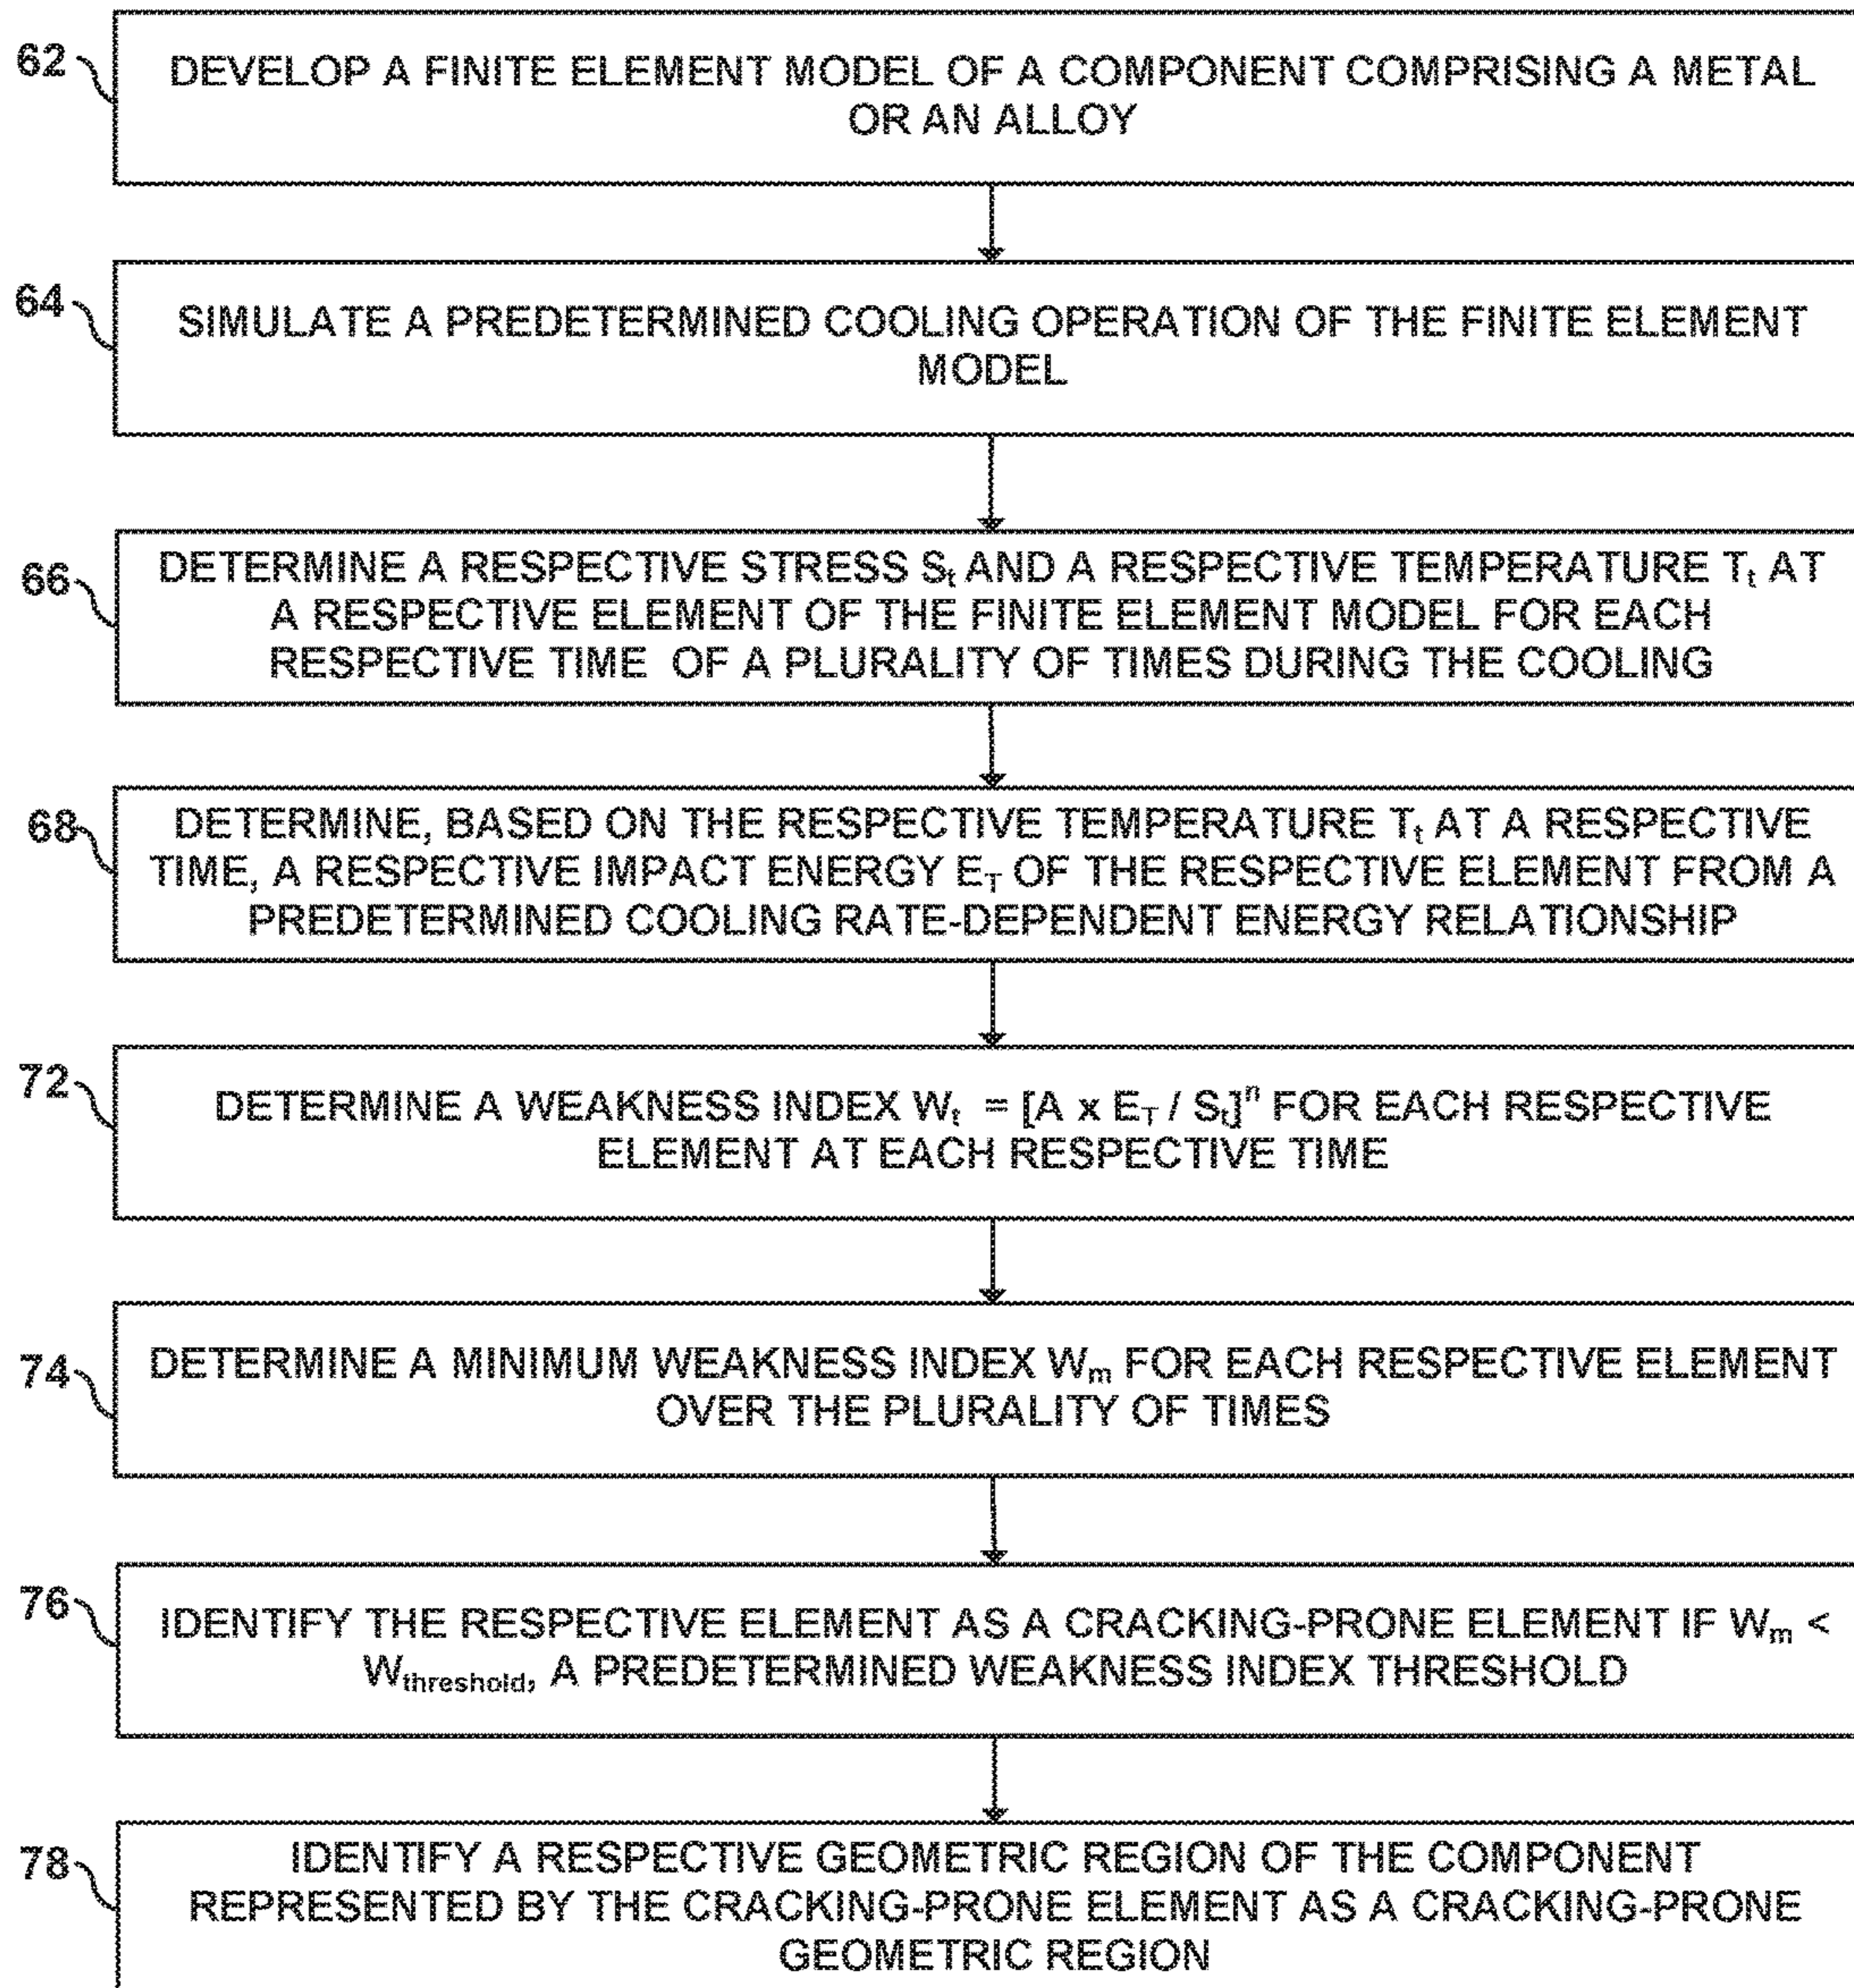 62
DEVELOP A FINITE ELEMENT MODEL OF A COMPONENT COMPRISING A METAL
OR AN ALLOY
64
SIMULATE A PREDETERMINED COOLING OPERATION OF THE FINITE ELEMENT
MODEL
66
DETERMINE A RESPECTIVE STRESS Sₜ AND A RESPECTIVE TEMPERATURE Tₜ AT
A RESPECTIVE ELEMENT OF THE FINITE ELEMENT MODEL FOR EACH
RESPECTIVE TIME OF A PLURALITY OF TIMES DURING THE COOLING
68
DETERMINE, BASED ON THE RESPECTIVE TEMPERATURE Tₜ AT A RESPECTIVE
TIME, A RESPECTIVE IMPACT ENERGY E_T OF THE RESPECTIVE ELEMENT FROM A
PREDETERMINED COOLING RATE-DEPENDENT ENERGY RELATIONSHIP
72
DETERMINE A WEAKNESS INDEX Wₜ = [A x E_T / Sₜ]ⁿ FOR EACH RESPECTIVE
ELEMENT AT EACH RESPECTIVE TIME
74
DETERMINE A MINIMUM WEAKNESS INDEX Wₘ FOR EACH RESPECTIVE ELEMENT
OVER THE PLURALITY OF TIMES
76
IDENTIFY THE RESPECTIVE ELEMENT AS A CRACKING-PRONE ELEMENT IF Wₘ <
W_threshold, A PREDETERMINED WEAKNESS INDEX THRESHOLD
78
IDENTIFY A RESPECTIVE GEOMETRIC REGION OF THE COMPONENT
REPRESENTED BY THE CRACKING-PRONE ELEMENT AS A CRACKING-PRONE
GEOMETRIC REGION